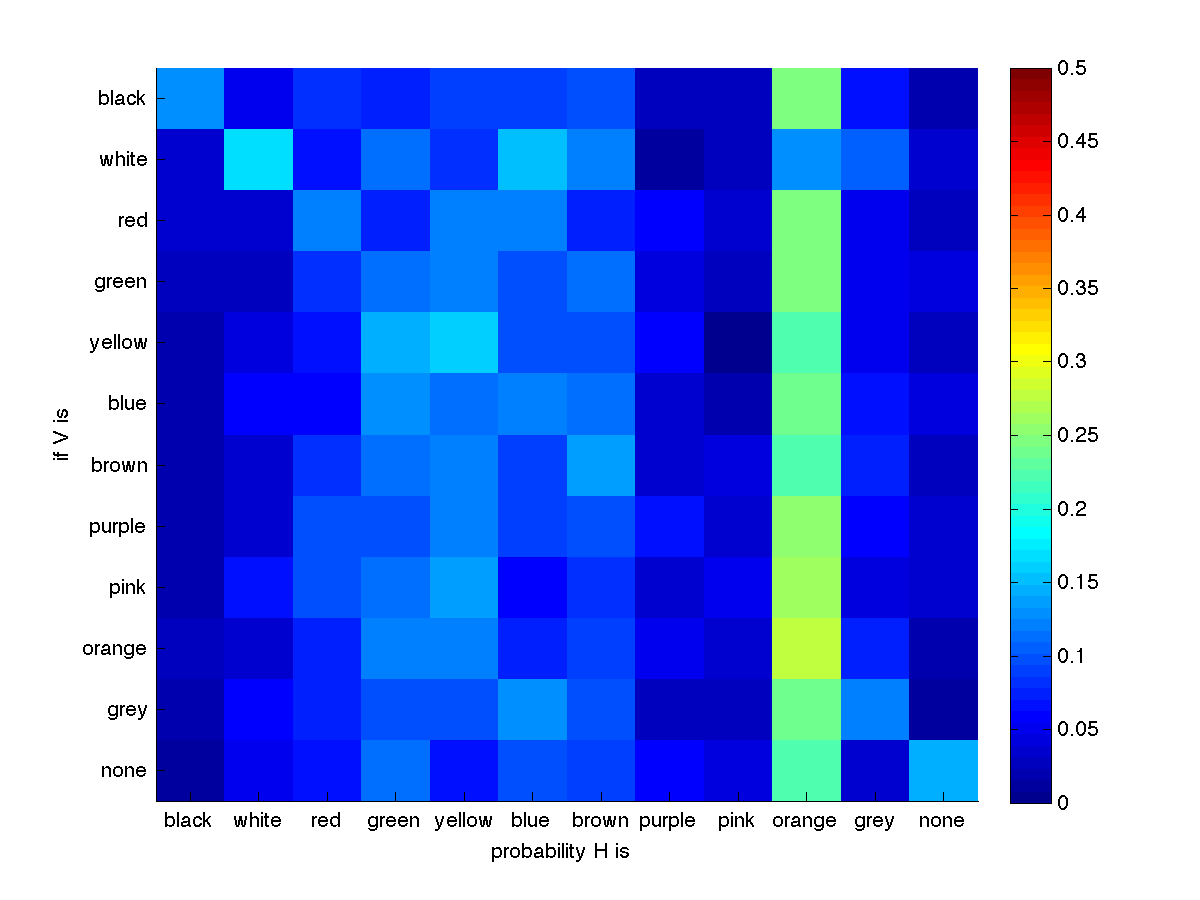 if V is
black
white
red
green
yellow
blue
brown
purple
pink
orange
grey
none
black white red green yellow blue brown purple pink orange grey none
probability H is
0.5
0.45
0.4
0.35
0.3
0.25
0.2
0.15
0.1
0.05
0